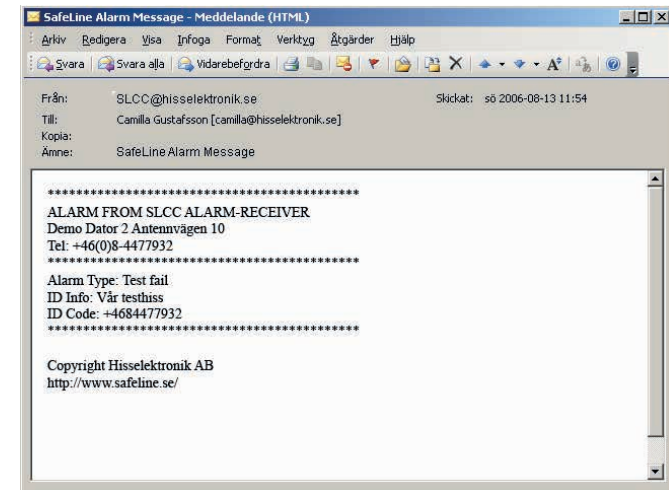 SafeLine Alarm Message - Meddelande (HTML)
Arkiv Redigera Visa Infoga Format Verktyg Åtgärder Hjälp
Svara Svara alla Vidarebefordra
Från: SLCC@hisselektronik.se Skickat: sö 2006-08-13 11:54
Till: Camilla Gustafsson [camilla@hisselektronik.se]
Kopia:
Ämne: SafeLine Alarm Message
********************************************
ALARM FROM SLCC ALARM-RECEIVER
Demo Dator 2 Antennvägen 10
Tel: +46(0)8-4477932
********************************************
Alarm Type: Test fail
ID Info: Vår testhiss
ID Code: +4684477932
********************************************
Copyright Hisselektronik AB
http://www.safeline.se/